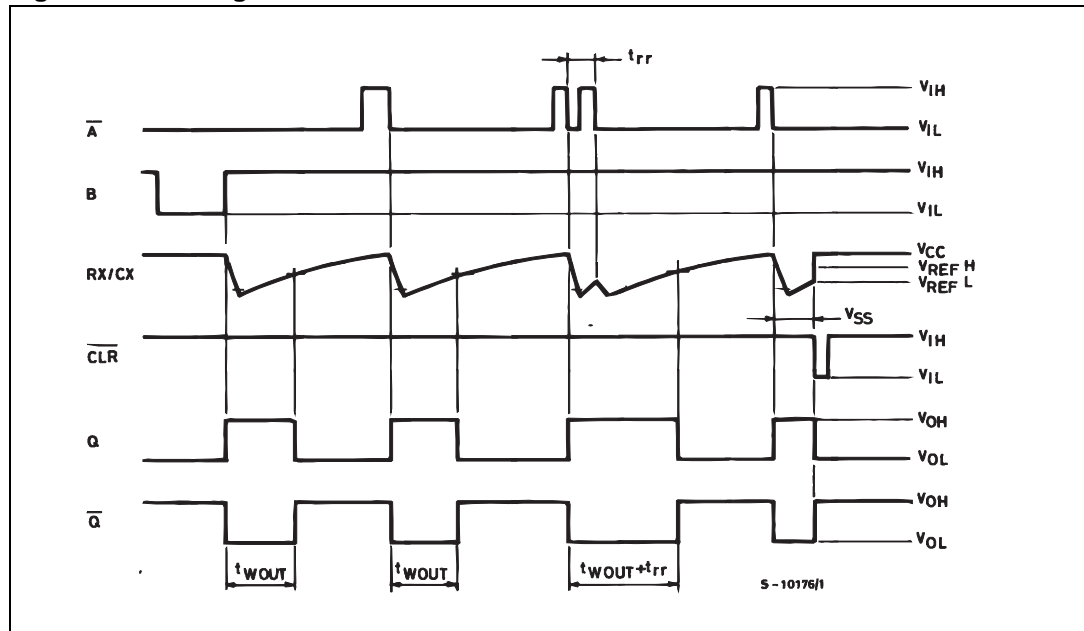 trr
VIH
A
VIL
VIH
B
VIL
VCC
RX/CX
VREF H
VREF L
VSS
VIH
CLR
VIL
VOH
Q
VOL
VOH
Q
VOL
tWOUT
tWOUT
tWOUT+trr
S-10176/1